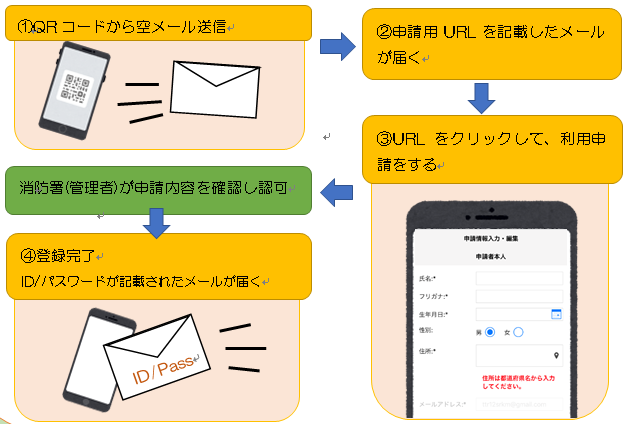 ①QRコードから空メール送信
②申請用URLを記載したメール
が届く
③URLをクリックして、利用申
請をする
申請情報入力・編集
申請者本人
氏名:*
フリガナ:*
生年月日:*
性別: 男 女
住所:*
住所は都道府県名から入力
してください。
メールアドレス:*
消防署(管理者)が申請内容を確認し認可
④登録完了
ID/パスワードが記載されたメールが届く
ID/Pass